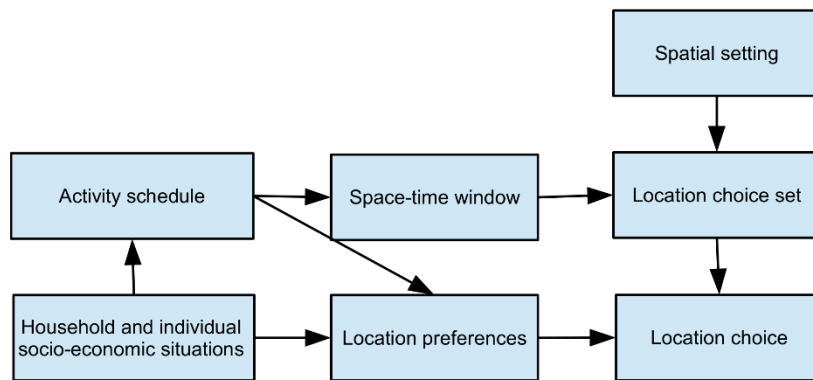 Spatial setting
Activity schedule
Space-time window
Location choice set
Household and individual
socio-economic situations
Location preferences
Location choice